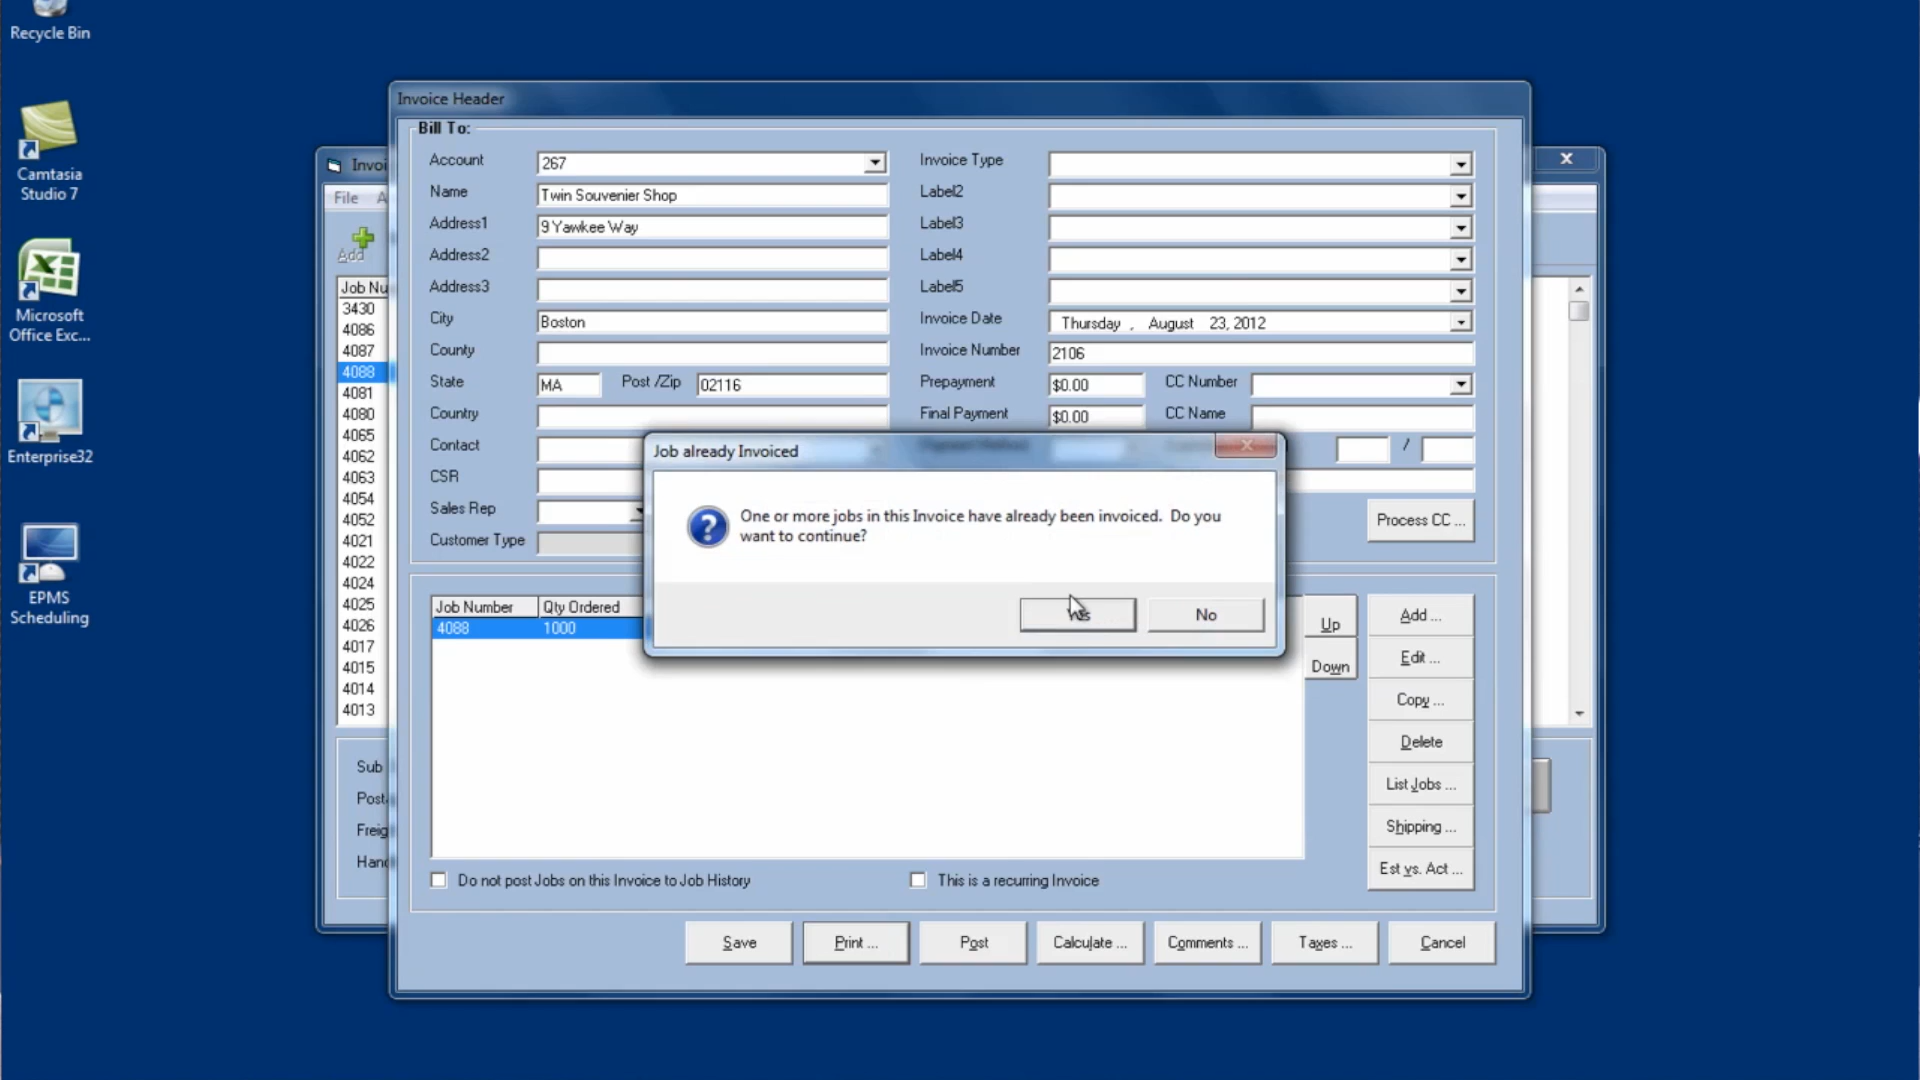 Recycle Bin
Camtasia
Studio 7
Microsoft
Office Exc...
Enterprise32
EPMS
Scheduling
Invoi
File A
Add
Job Nu
3430
4086
4087
4088
4081
4080
4065
4062
4063
4054
4052
4021
4022
4024
4025
4026
4017
4015
4014
4013
Sub
Post
Freig
Hand
Invoice Header
Bill To:
Account 267
Name Twin Souvenier Shop
Address1 9 Yawkee Way
Address2
Address3
City Boston
County
State MA Post /Zip 02116
Country
Contact
CSR
Sales Rep
Customer Type
Invoice Type
Label2
Label3
Label4
Label5
Invoice Date Thursday , August 23, 2012
Invoice Number 2106
Prepayment $0.00 CC Number
Final Payment $0.00 CC Name
/
Process CC ...
Job already Invoiced
One or more jobs in this Invoice have already been invoiced. Do you
want to continue?
Yes No
Job Number Qty Ordered
4088 1000
Up
Down
Add ...
Edit ...
Copy ...
Delete
List Jobs ...
Shipping ...
Est vs. Act ...
Do not post Jobs on this Invoice to Job History This is a recurring Invoice
Save Print ... Post Calculate ... Comments ... Taxes ... Cancel